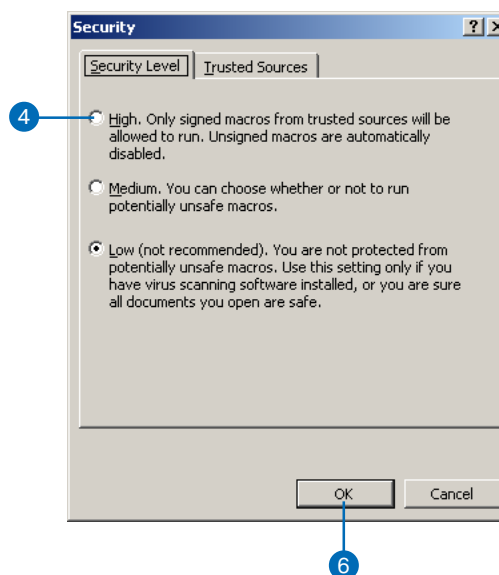 Security
? X
Security Level
Trusted Sources
4
High. Only signed macros from trusted sources will be
allowed to run. Unsigned macros are automatically
disabled.
Medium. You can choose whether or not to run
potentially unsafe macros.
Low (not recommended). You are not protected from
potentially unsafe macros. Use this setting only if you
have virus scanning software installed, or you are sure
all documents you open are safe.
OK
Cancel
6